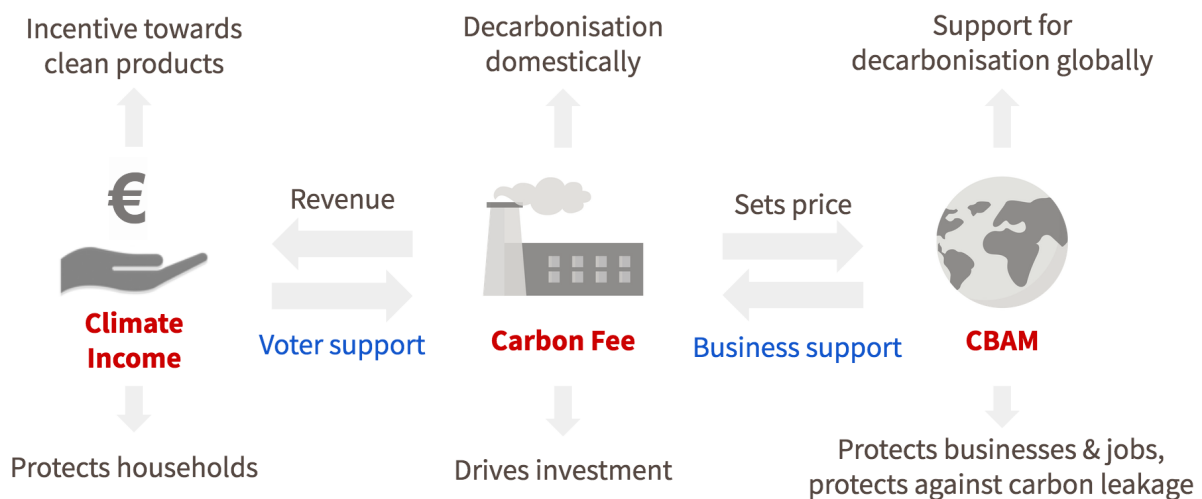 Incentive towards
clean products
Decarbonisation
domestically
Support for
decarbonisation globally
€
Revenue
Sets price
Climate
Income
Voter support
Carbon Fee
Business support
CBAM
Protects households
Drives investment
Protects businesses & jobs,
protects against carbon leakage